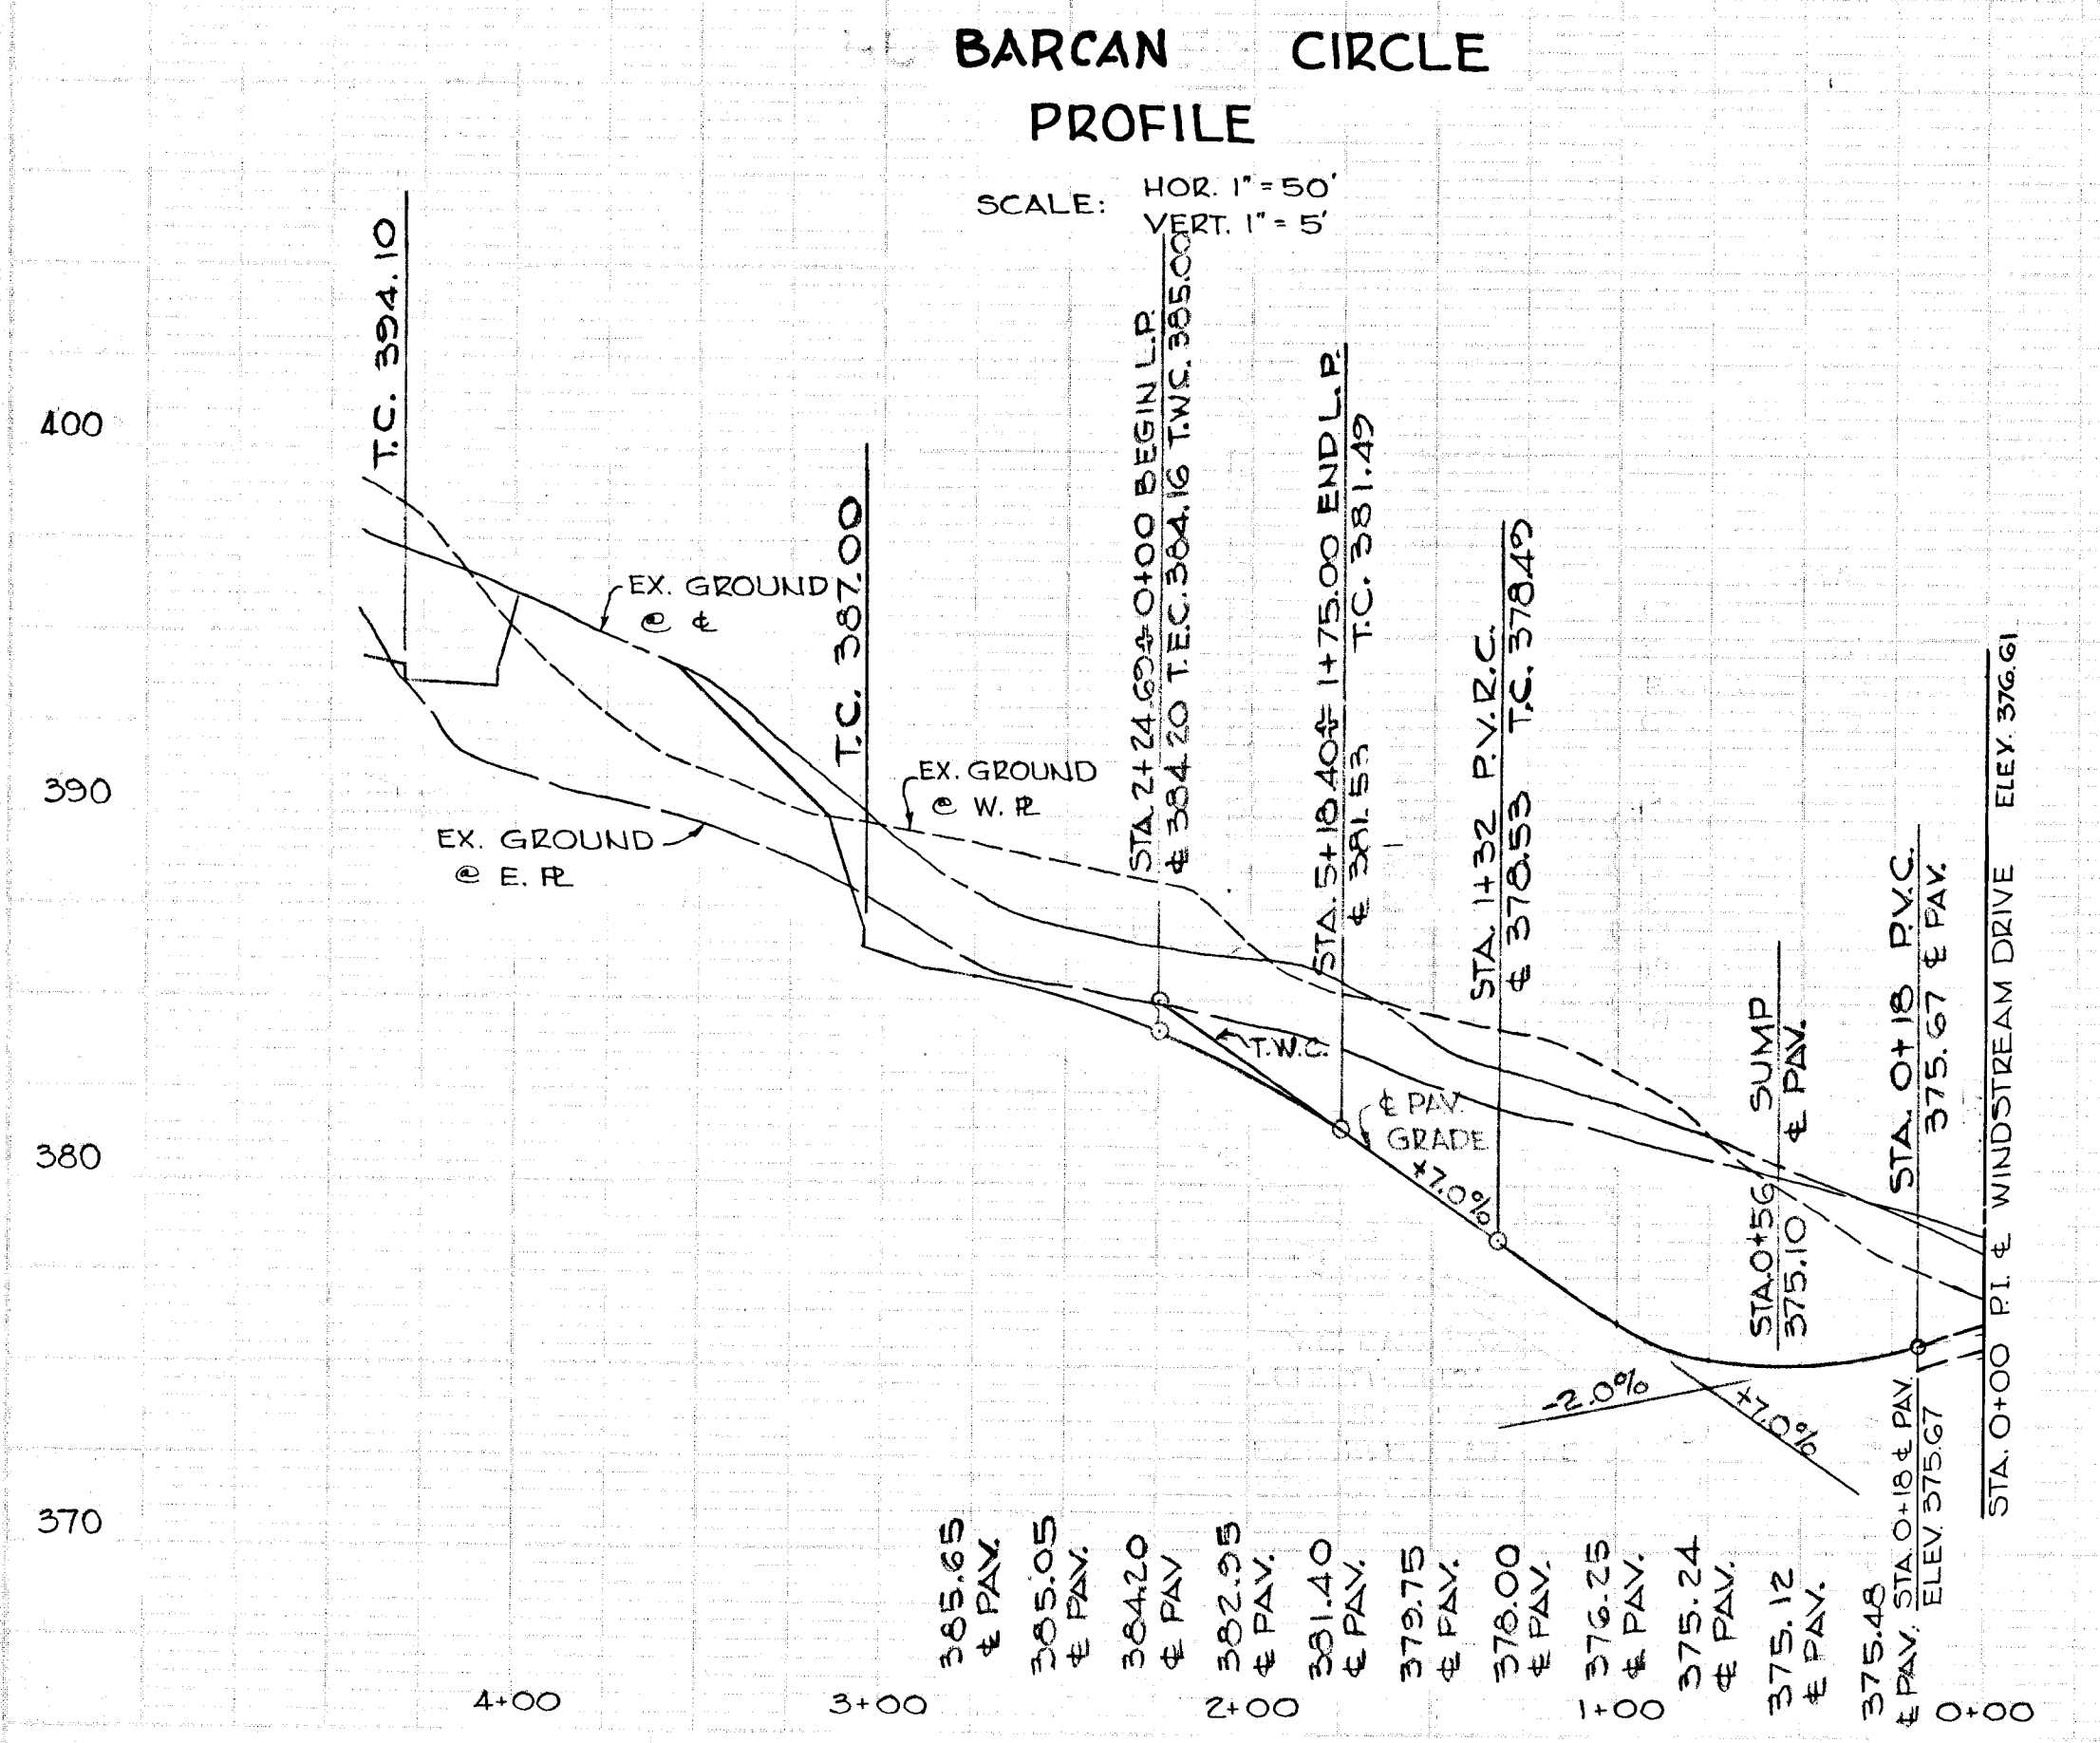 BARCAN CIRCLE
PROFILE
SCALE: HOR. 1" = 50'
VERT. 1" = 5'
400
390
380
370
T.C. 394.10
EX. GROUND
@ ℄
T.C. 387.00
EX. GROUND
@ W. ℙL
EX. GROUND
@ E. ℙL
STA. 2+24.69 ℄= 0+00 BEGIN L.P.
℄ 384.20 T.E.C. 384.16 T.W.C. 385.00
STA. 5+18.40 ℄= 1+75.00 END L.P.
℄ 381.53 T.C. 381.49
STA. 1+32 P.V.R.C.
℄ 378.53 T.C. 378.49
T.W.C.
℄ PAV.
GRADE
+7.0%
STA. 0+56 SUMP
375.10 ℄ PAV.
STA. 0+18 P.V.C.
375.67 ℄ PAV.
STA. 0+00 P.I. ℄ WINDSTREAM DRIVE ELEV. 376.61
-2.0%
+7.0%
385.65
℄ PAV.
385.05
℄ PAV.
384.20
℄ PAV
382.95
℄ PAV.
381.40
℄ PAV.
379.75
℄ PAV.
378.00
℄ PAV.
376.25
℄ PAV.
375.24
℄ PAV.
375.12
℄ PAV.
375.48
℄ PAV.
STA. 0+18 ℄ PAV.
ELEV. 375.67
4+00
3+00
2+00
1+00
0+00